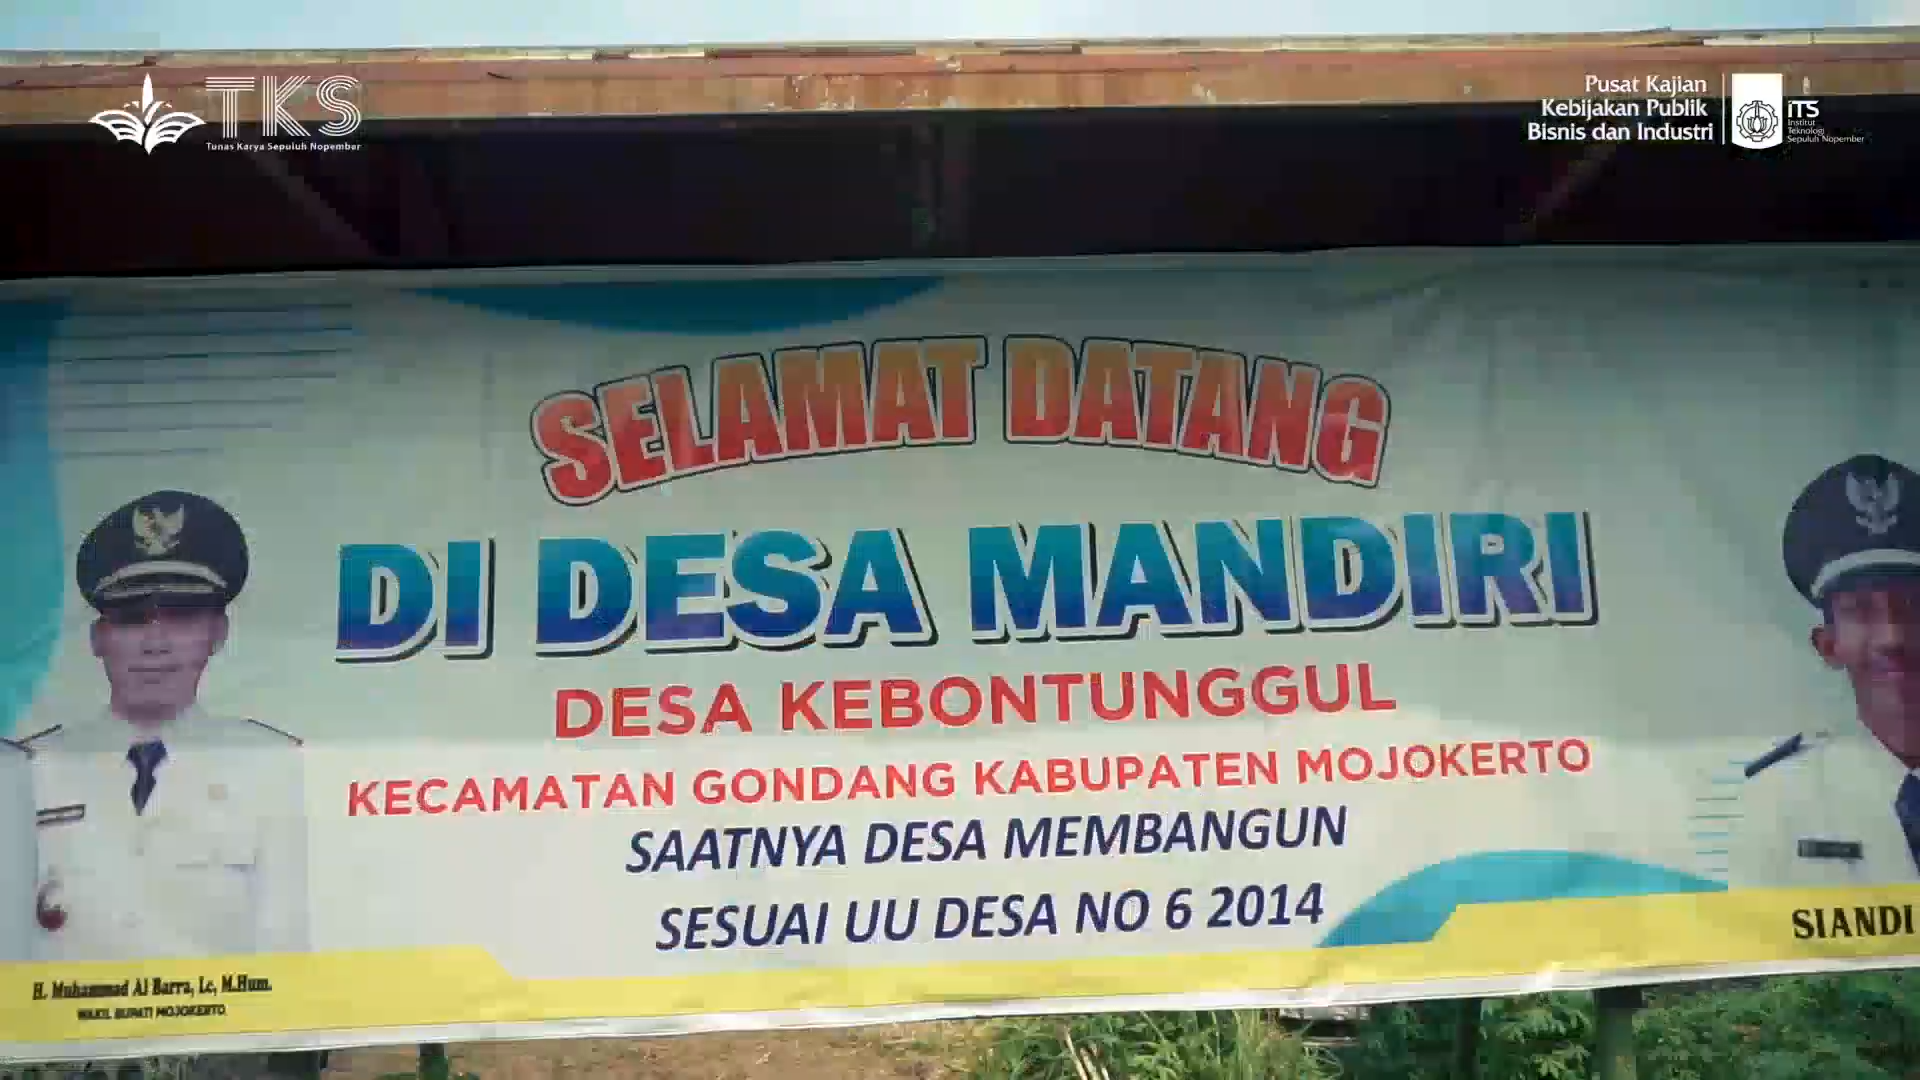 TKS
Tunas Karya Sepuluh Nopember
Pusat Kajian
Kebijakan Publik
Bisnis dan Industri
iTS
Institut
Teknologi
Sepuluh Nopember
SELAMAT DATANG
DI DESA MANDIRI
DESA KEBONTUNGGUL
KECAMATAN GONDANG KABUPATEN MOJOKERTO
SAATNYA DESA MEMBANGUN
SESUAI UU DESA NO 6 2014
H. Muhammad Al Barra, Lc, M.Hum.
WAKIL BUPATI MOJOKERTO
SIANDI